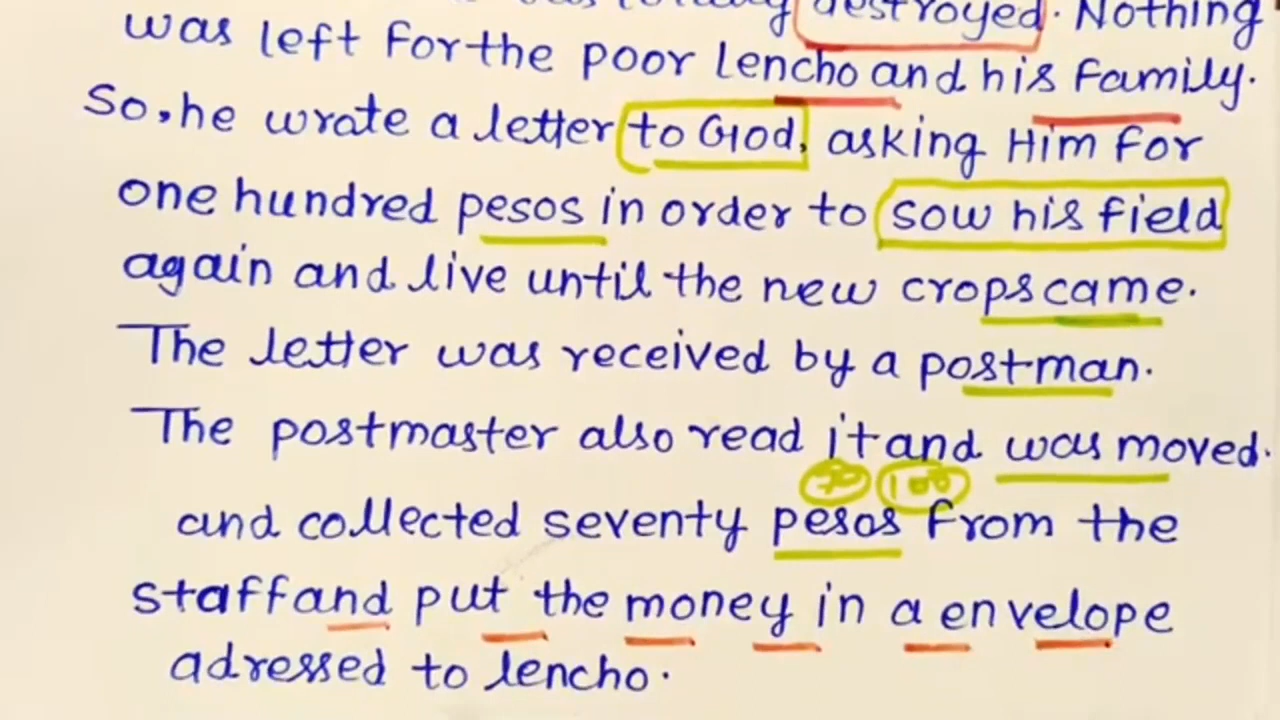 destroyed. Nothing
was left for the poor lencho and his family.
So, he wrote a letter to God, asking Him for
one hundred pesos in order to sow his field
again and live until the new crops came.
The letter was received by a postman.
The postmaster also read it and was moved.
70 100
and collected seventy pesos from the
staff and put the money in a envelope
adressed to lencho.